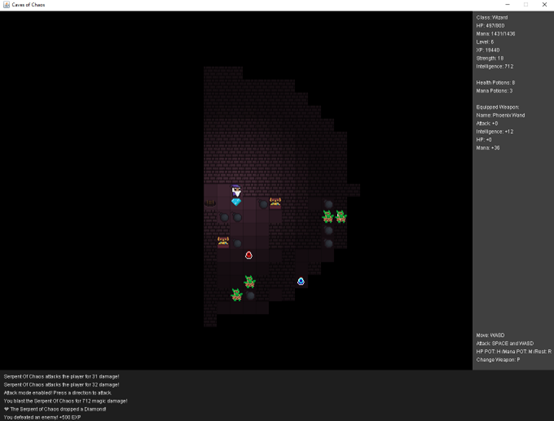 Caves of Chaos
Class: Wizard
HP: 497/800
Mana: 1431/1436
Level: 6
XP: 19440
Strength: 18
Intelligence: 712
Health Potions: 8
Mana Potions: 3
Equipped Weapon:
Name: Phoenix Wand
Attack: +0
Intelligence: +12
HP: +0
Mana: +36
Move: WASD
Attack: SPACE and WASD
HP POT: H /Mana POT: M /Rest: R
Change Weapon: P
Serpent Of Chaos attacks the player for 31 damage!
Serpent Of Chaos attacks the player for 32 damage!
Attack mode enabled! Press a direction to attack.
You blast the Serpent Of Chaos for 712 magic damage!
The Serpent of Chaos dropped a Diamond!
You defeated an enemy! +500 EXP